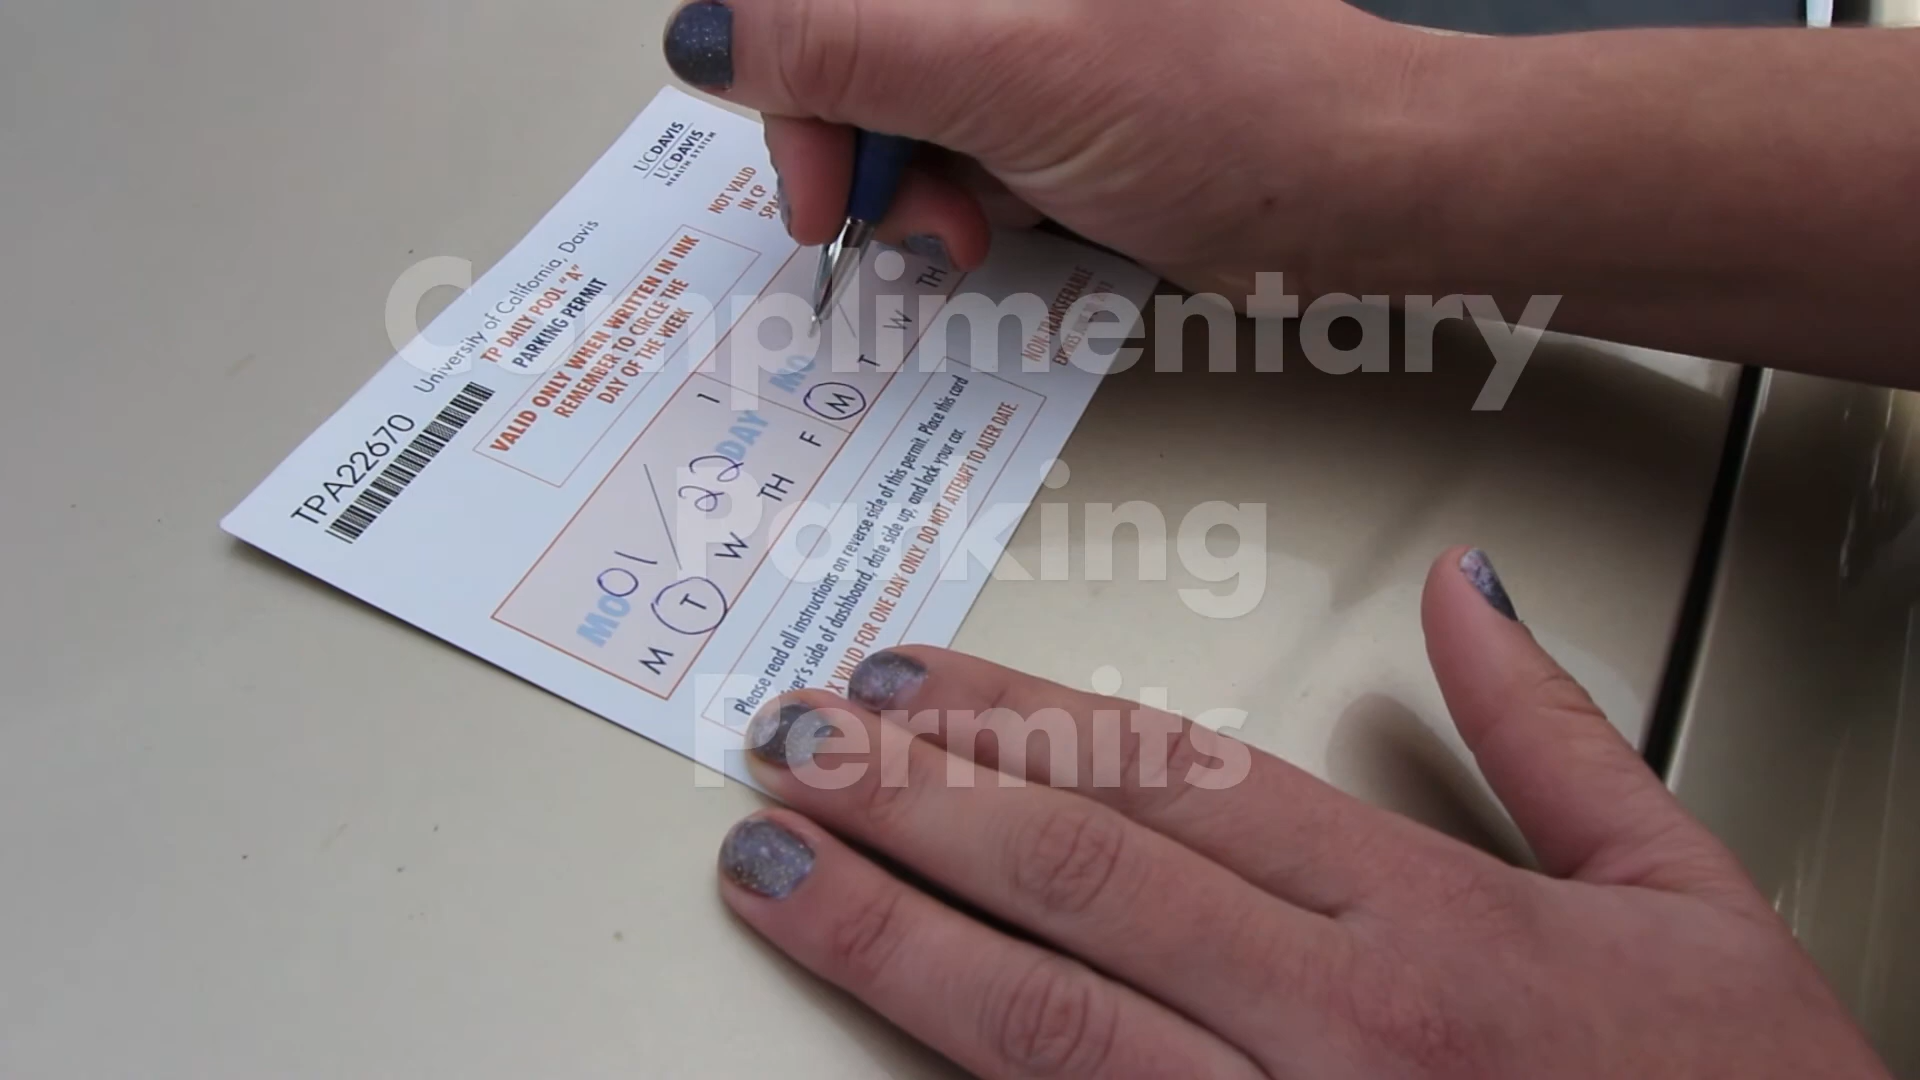 Complimentary
Parking
Permits
UCDAVIS
UCDAVIS
HEALTH SYSTEM
University of California, Davis
TP DAILY POOL "A"
PARKING PERMIT
TPA22670
VALID ONLY WHEN WRITTEN IN INK
REMEMBER TO CIRCLE THE
DAY OF THE WEEK
NOT VALID
IN CP
MO 01 / 22 DAY 1
M T W TH F
MO /
M T W TH
Please read all instructions on reverse side of this permit. Place this card
side of dashboard, date side up, and lock your car.
VALID FOR ONE DAY ONLY. DO NOT ATTEMPT TO ALTER DATE.
NON-TRANSFERABLE